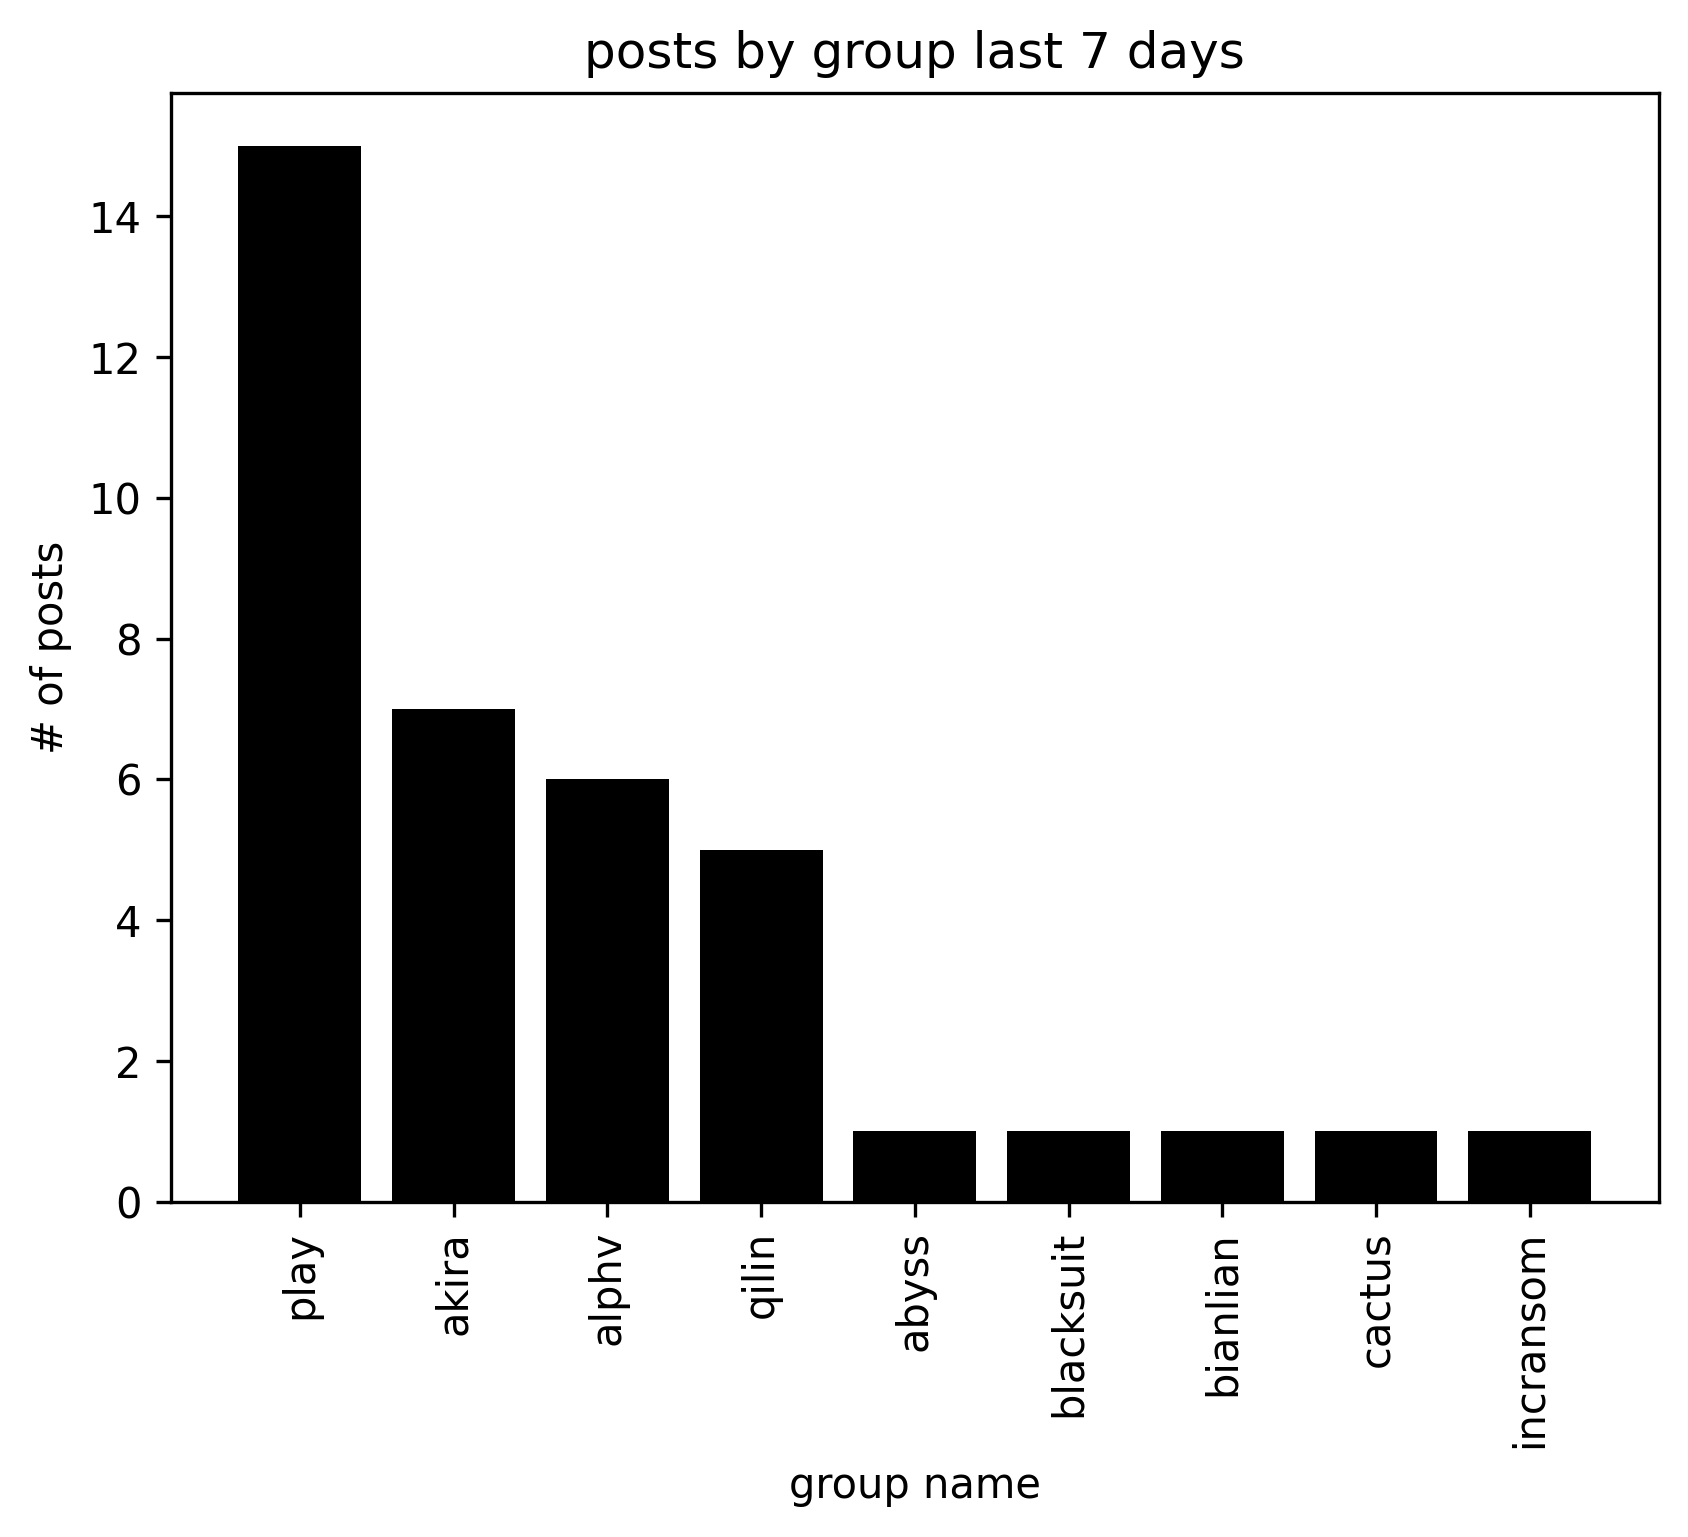 posts by group last 7 days
# of posts
14
12
10
8
6
4
2
0
play
akira
alphv
qilin
abyss
blacksuit
bianlian
cactus
incransom
group name